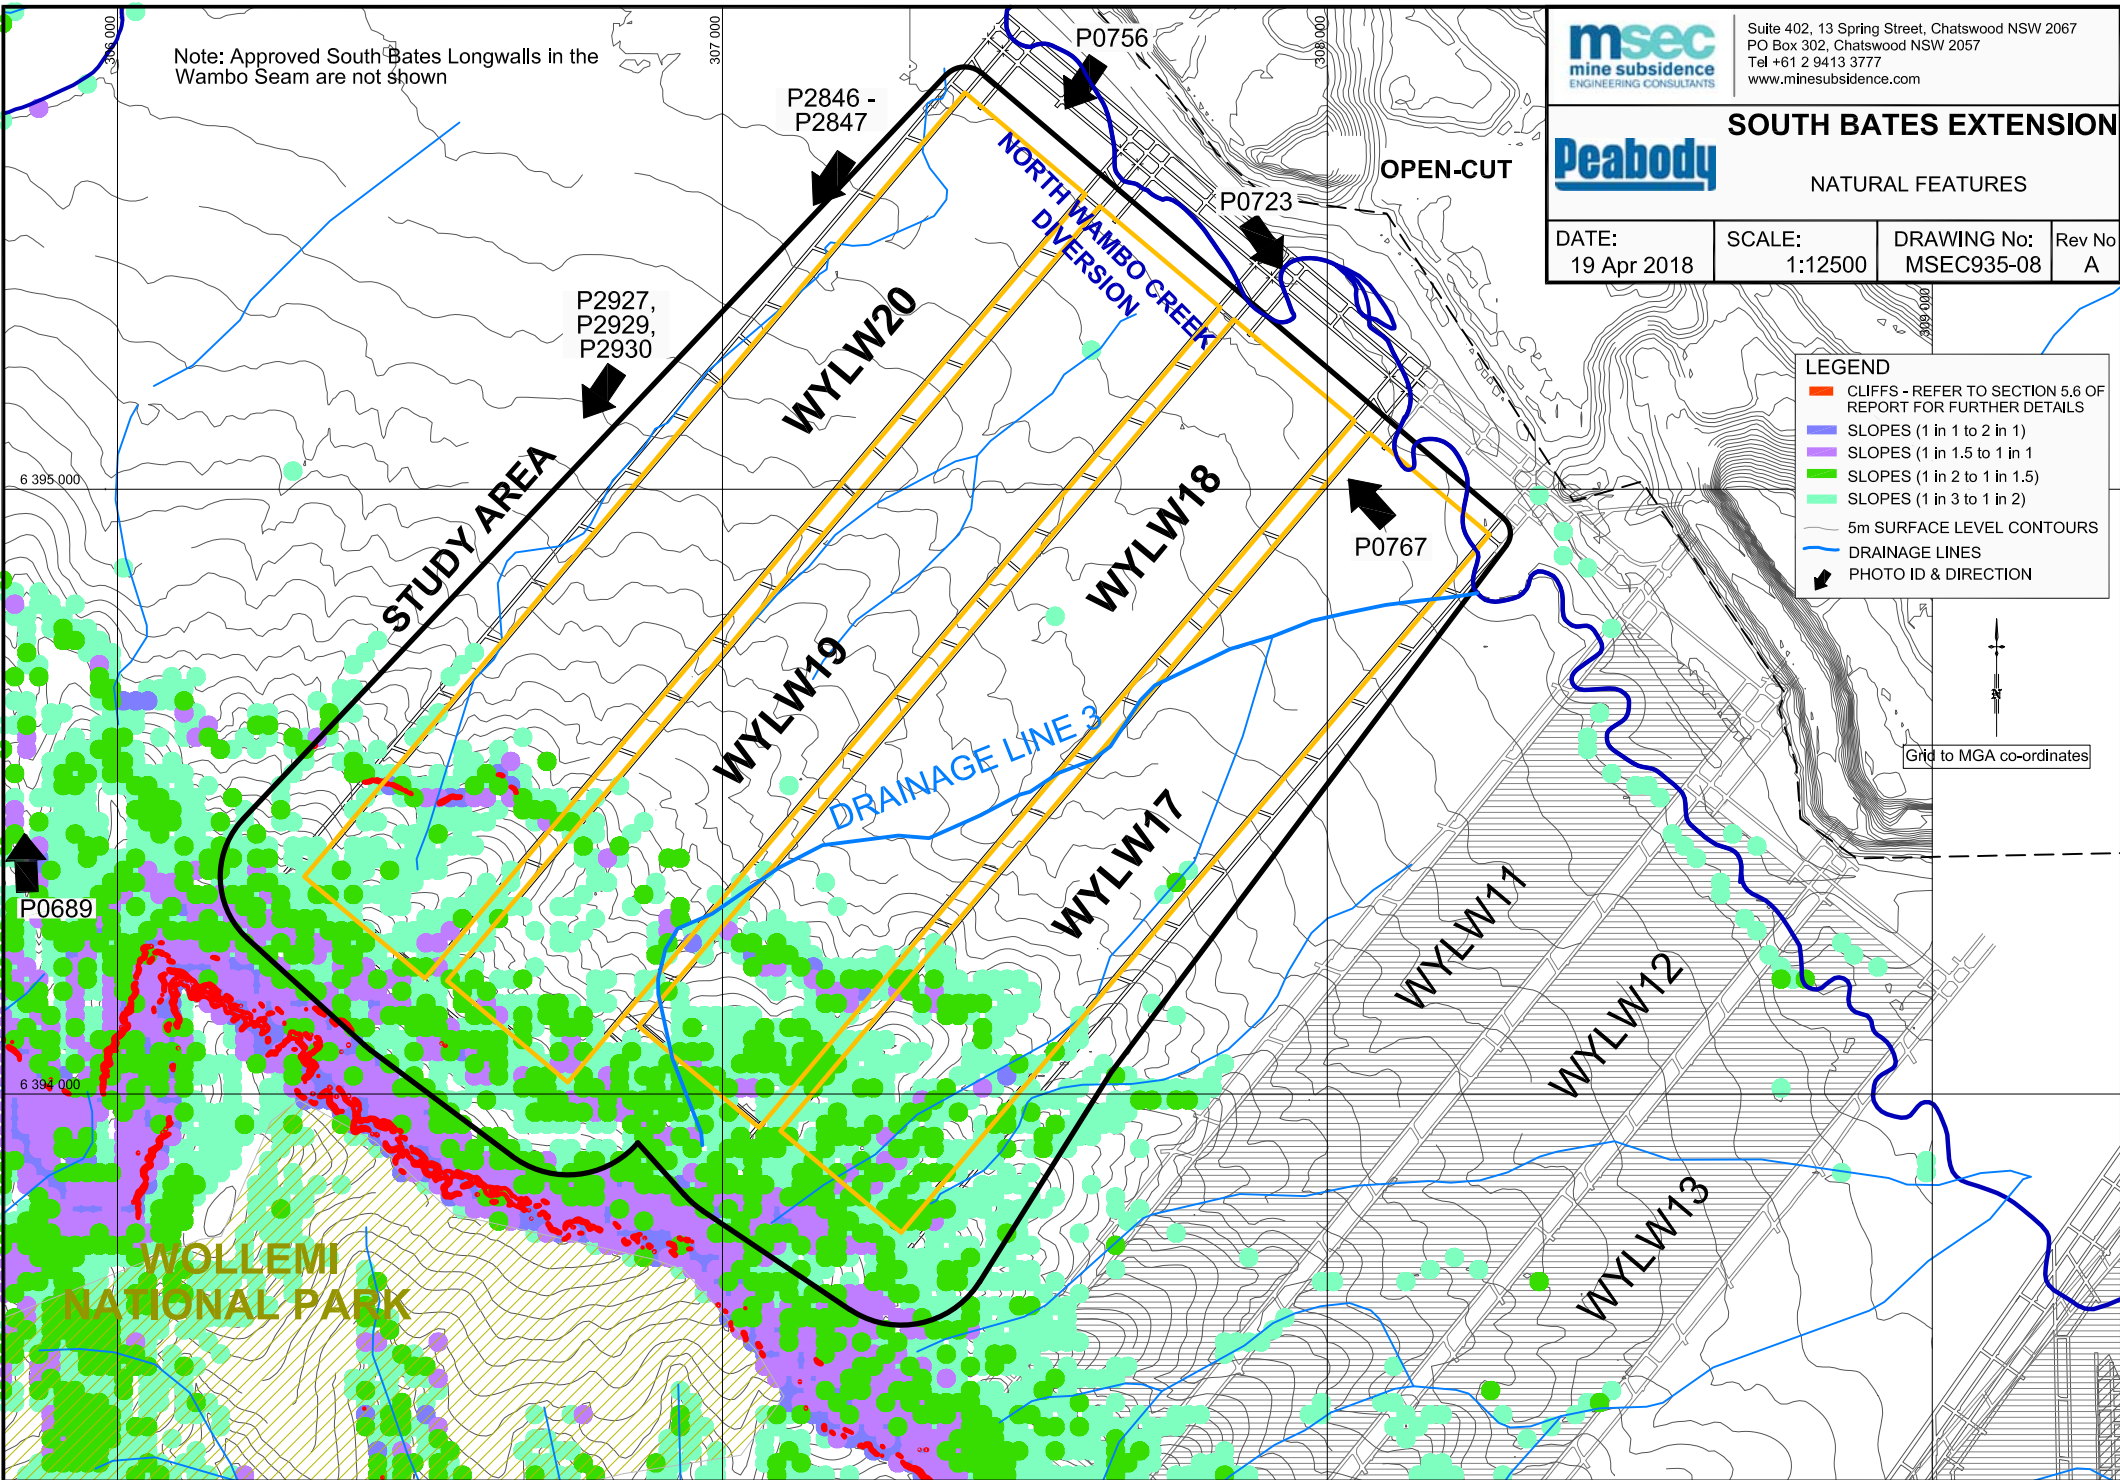 Note: Approved South Bates Longwalls in the
Wambo Seam are not shown
306 000
307 000
308 000
309 000
P0756
P2846 -
P2847
P0723
OPEN-CUT
P2927,
P2929,
P2930
NORTH WAMBO CREEK
DIVERSION
WYLW20
6 395 000
STUDY AREA
WYLW18
P0767
WYLW19
DRAINAGE LINE 3
WYLW17
P0689
WYLW11
WYLW12
6 394 000
WYLW13
WOLLEMI
NATIONAL PARK
msec
mine subsidence
ENGINEERING CONSULTANTS
Suite 402, 13 Spring Street, Chatswood NSW 2067
PO Box 302, Chatswood NSW 2057
Tel +61 2 9413 3777
www.minesubsidence.com
Peabody
SOUTH BATES EXTENSION
NATURAL FEATURES
DATE:
19 Apr 2018
SCALE:
1:12500
DRAWING No:
MSEC935-08
Rev No
A
LEGEND
CLIFFS - REFER TO SECTION 5.6 OF
REPORT FOR FURTHER DETAILS
SLOPES (1 in 1 to 2 in 1)
SLOPES (1 in 1.5 to 1 in 1
SLOPES (1 in 2 to 1 in 1.5)
SLOPES (1 in 3 to 1 in 2)
5m SURFACE LEVEL CONTOURS
DRAINAGE LINES
PHOTO ID & DIRECTION
N
Grid to MGA co-ordinates